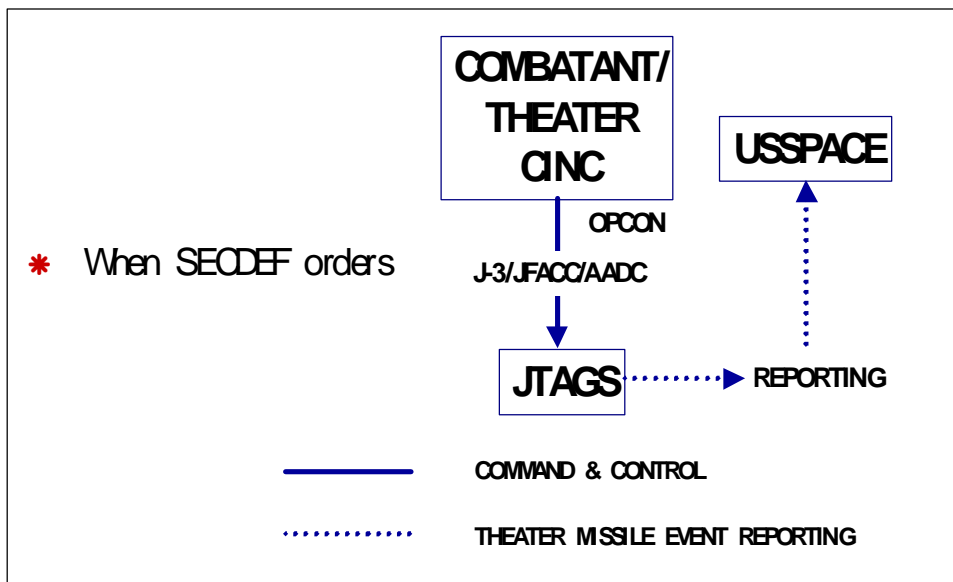 COMBATANT/
THEATER
CINC
USSPACE
OPCON
* When SECDEF orders
J-3/JFACC/AADC
JTAGS
REPORTING
COMMAND & CONTROL
THEATER MISSILE EVENT REPORTING